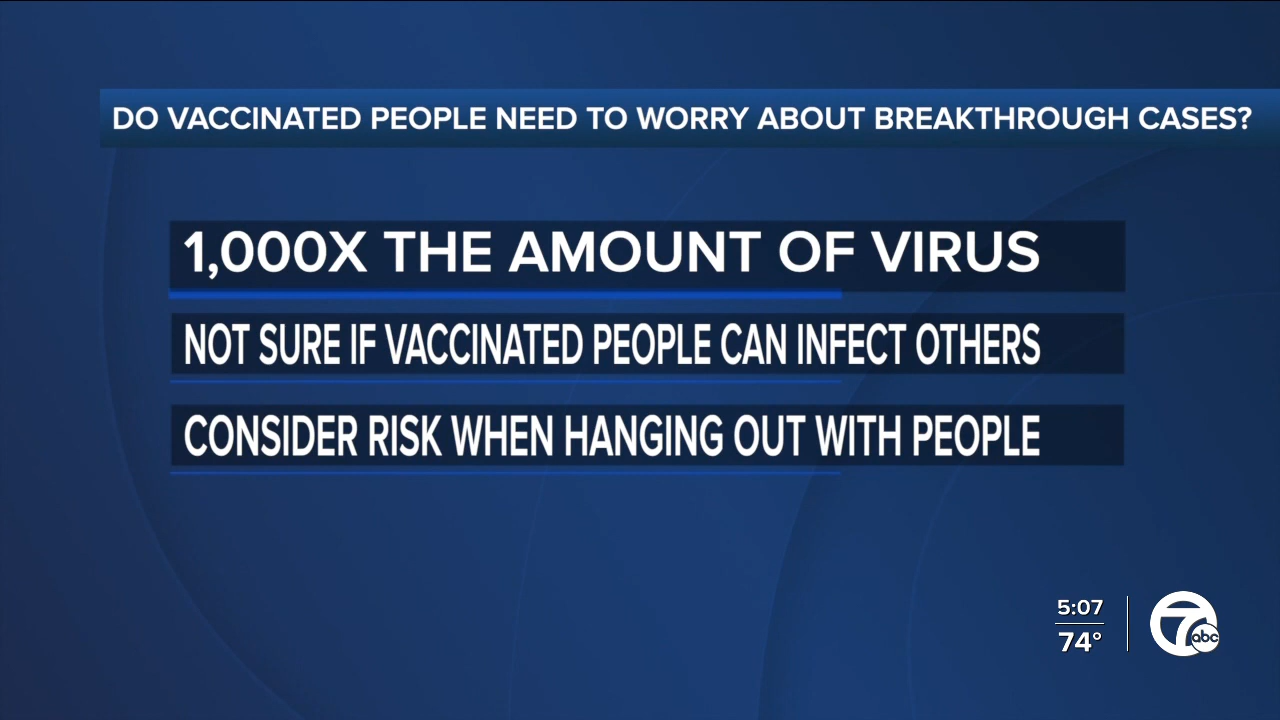 DO VACCINATED PEOPLE NEED TO WORRY ABOUT BREAKTHROUGH CASES?
1,000X THE AMOUNT OF VIRUS
NOT SURE IF VACCINATED PEOPLE CAN INFECT OTHERS
CONSIDER RISK WHEN HANGING OUT WITH PEOPLE
5:07
74°
7 abc